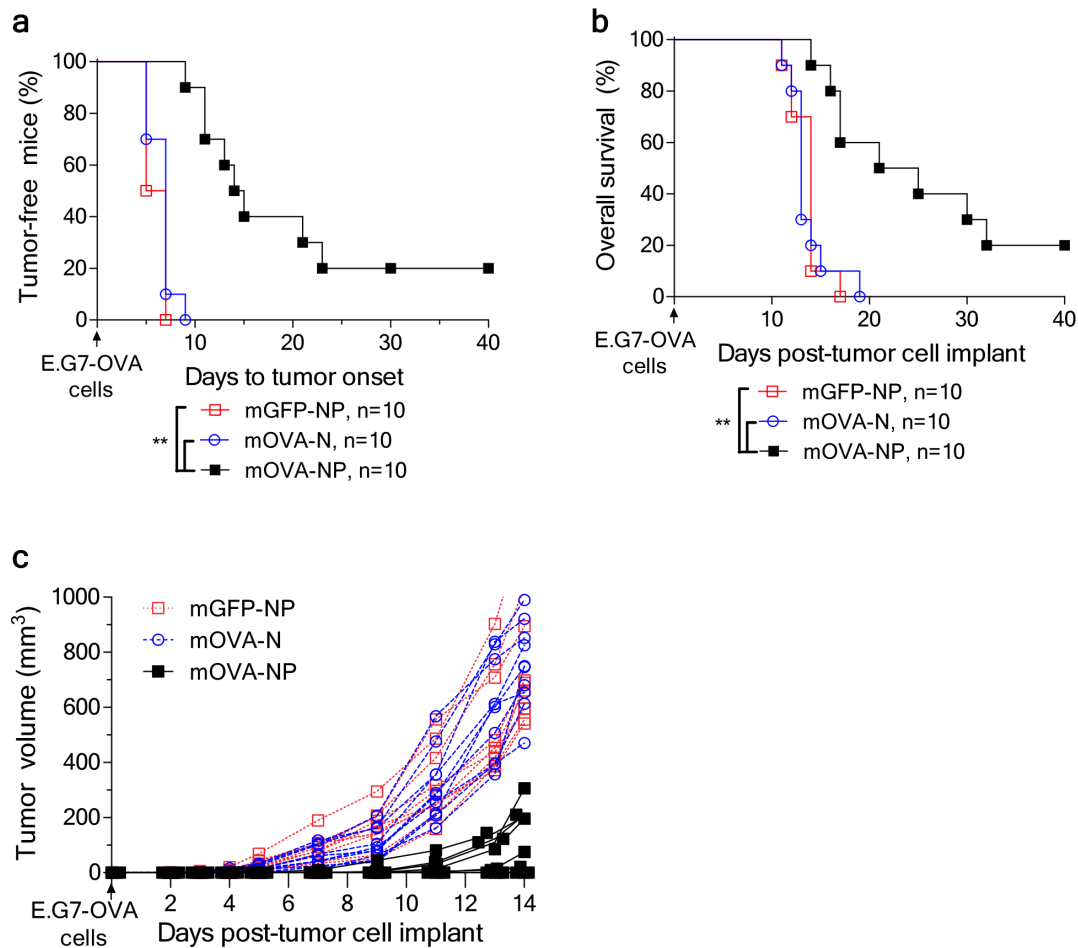 a
Tumor-free mice (%)
100
80
60
40
20
0
10
20
30
40
E.G7-OVA
cells
Days to tumor onset
mGFP-NP, n=10
**
mOVA-N, n=10
mOVA-NP, n=10
b
Overall survival (%)
100
80
60
40
20
0
10
20
30
40
E.G7-OVA
cells
Days post-tumor cell implant
mGFP-NP, n=10
**
mOVA-N, n=10
mOVA-NP, n=10
c
Tumor volume (mm³)
1000
800
600
400
200
0
mGFP-NP
mOVA-N
mOVA-NP
2
4
6
8
10
12
14
E.G7-OVA
cells
Days post-tumor cell implant